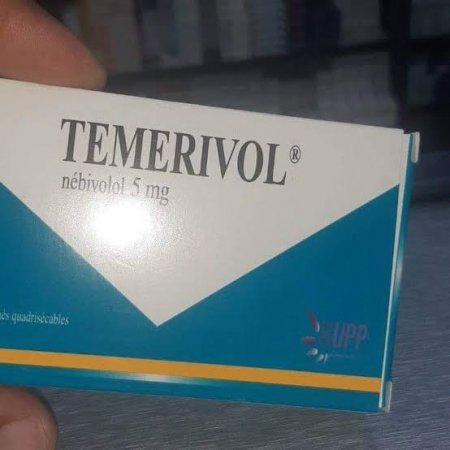 TEMERIVOL®
nébivolol 5 mg
quadrisécables
UPP